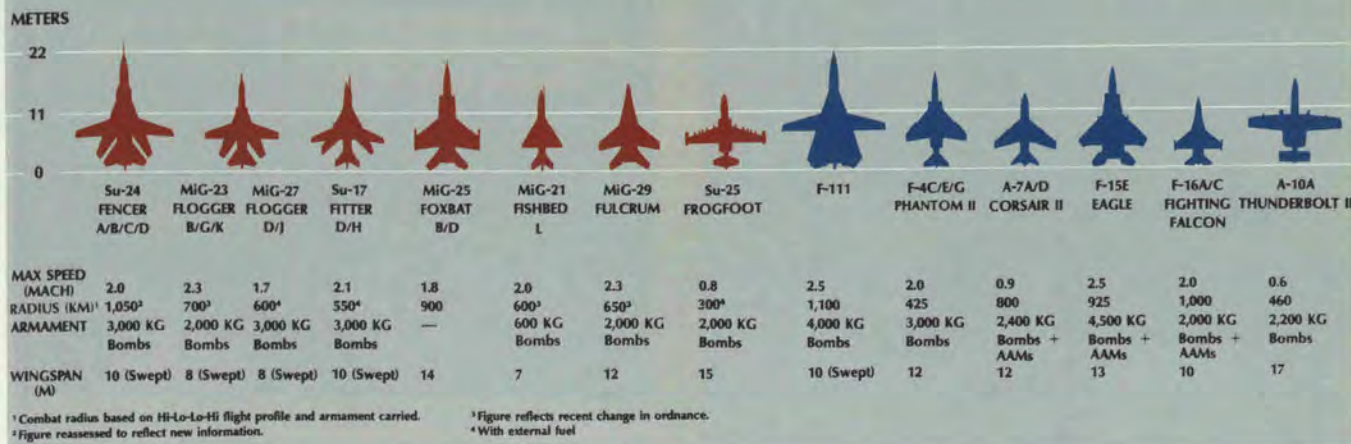 METERS
22
11
0
Su-24 MiG-23 MiG-27 Su-17 MiG-25 MiG-21 MiG-29 Su-25 F-111 F-4C/E/G A-7A/D F-15E F-16A/C A-10A
FENCER FLOGGER FLOGGER FITTER FOXBAT FISHBED FULCRUM FROGFOOT PHANTOM II CORSAIR II EAGLE FIGHTING THUNDERBOLT II
A/B/C/D B/G/K D/J D/H B/D L FALCON
MAX SPEED
(MACH) 2.0 2.3 1.7 2.1 1.8 2.0 2.3 0.8 2.5 2.0 0.9 2.5 2.0 0.6
RADIUS (KM)¹ 1,050² 700³ 600⁴ 550⁴ 900 600³ 650³ 300⁴ 1,100 425 800 925 1,000 460
ARMAMENT 3,000 KG 2,000 KG 3,000 KG 3,000 KG — 600 KG 2,000 KG 2,000 KG 4,000 KG 3,000 KG 2,400 KG 4,500 KG 2,000 KG 2,200 KG
Bombs Bombs Bombs Bombs Bombs Bombs Bombs Bombs Bombs Bombs + Bombs + Bombs + Bombs
AAMs AAMs AAMs
WINGSPAN 10 (Swept) 8 (Swept) 8 (Swept) 10 (Swept) 14 7 12 15 10 (Swept) 12 12 13 10 17
(M)
¹Combat radius based on Hi-Lo-Lo-Hi flight profile and armament carried. ³Figure reflects recent change in ordnance.
²Figure reassessed to reflect new information. ⁴With external fuel